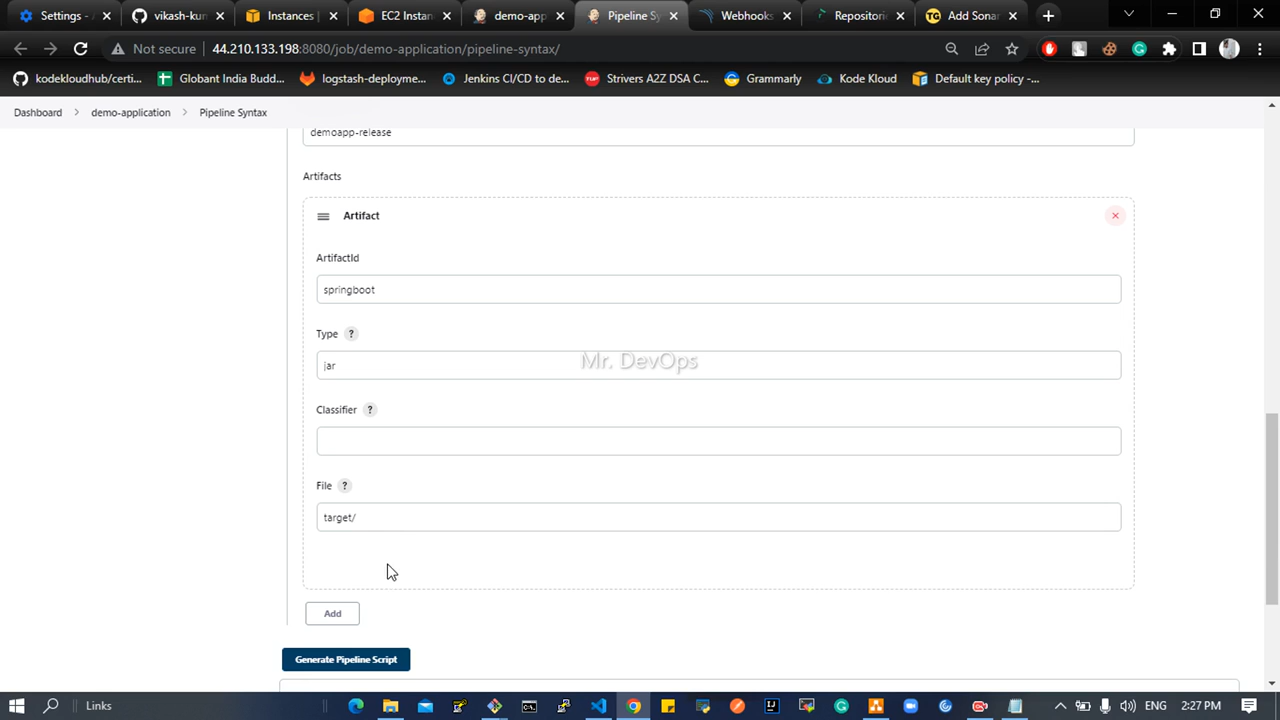 Settings -
vikash-kun
Instances |
EC2 Instan
demo-app
Pipeline Sy
Webhooks
Repositorie
Add Sonar
Not secure 44.210.133.198:8080/job/demo-application/pipeline-syntax/
kodekloudhub/certi... Globant India Budd... logstash-deployme... Jenkins CI/CD to de... Strivers A2Z DSA C... Grammarly Kode Kloud Default key policy -...
Dashboard demo-application Pipeline Syntax
demoapp-release
Artifacts
Artifact
ArtifactId
springboot
Type ?
jar
Mr. DevOps
Classifier ?
File ?
target/
Add
Generate Pipeline Script
Links ENG 2:27 PM